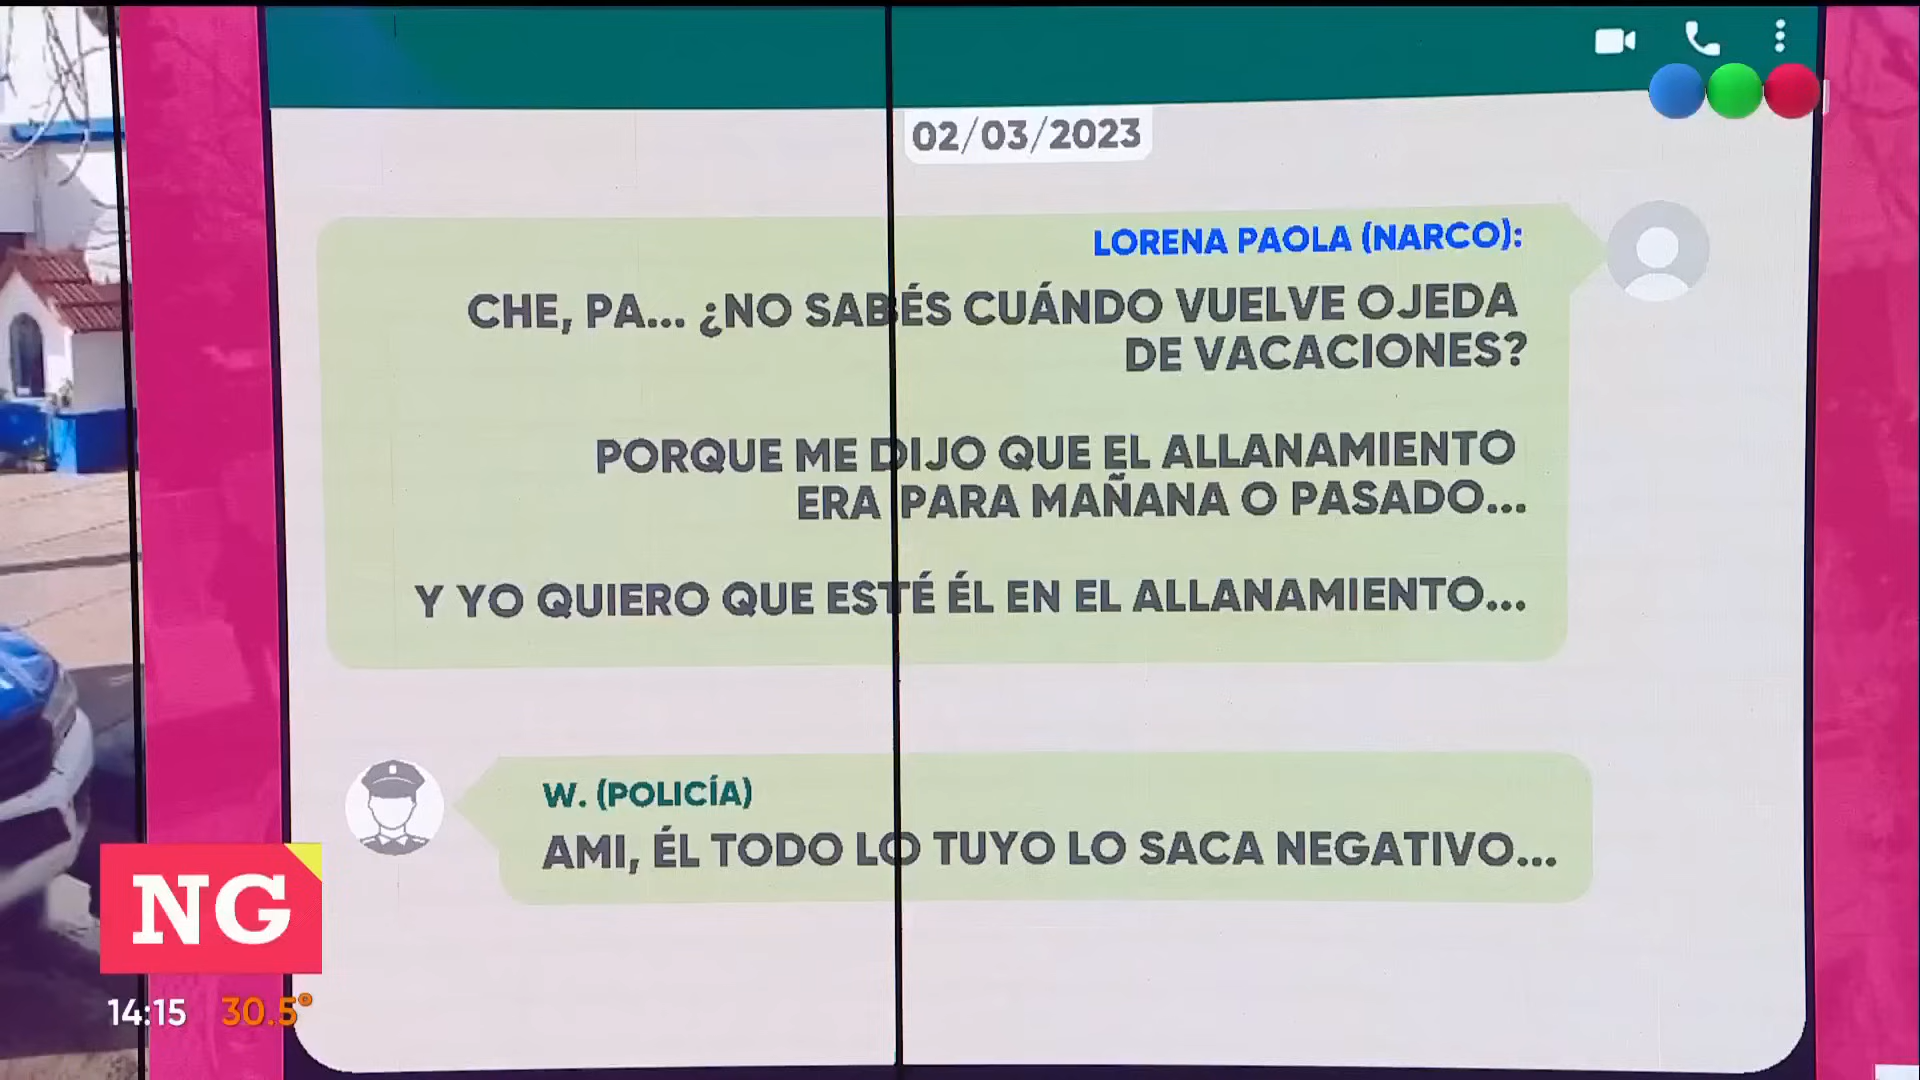 02/03/2023
LORENA PAOLA (NARCO):
CHE, PA... ¿NO SABÉS CUÁNDO VUELVE OJEDA
DE VACACIONES?
PORQUE ME DIJO QUE EL ALLANAMIENTO
ERA PARA MAÑANA O PASADO...
Y YO QUIERO QUE ESTÉ ÉL EN EL ALLANAMIENTO...
W. (POLICÍA)
AMI, ÉL TODO LO TUYO LO SACA NEGATIVO...
NG
14:15 30.5°